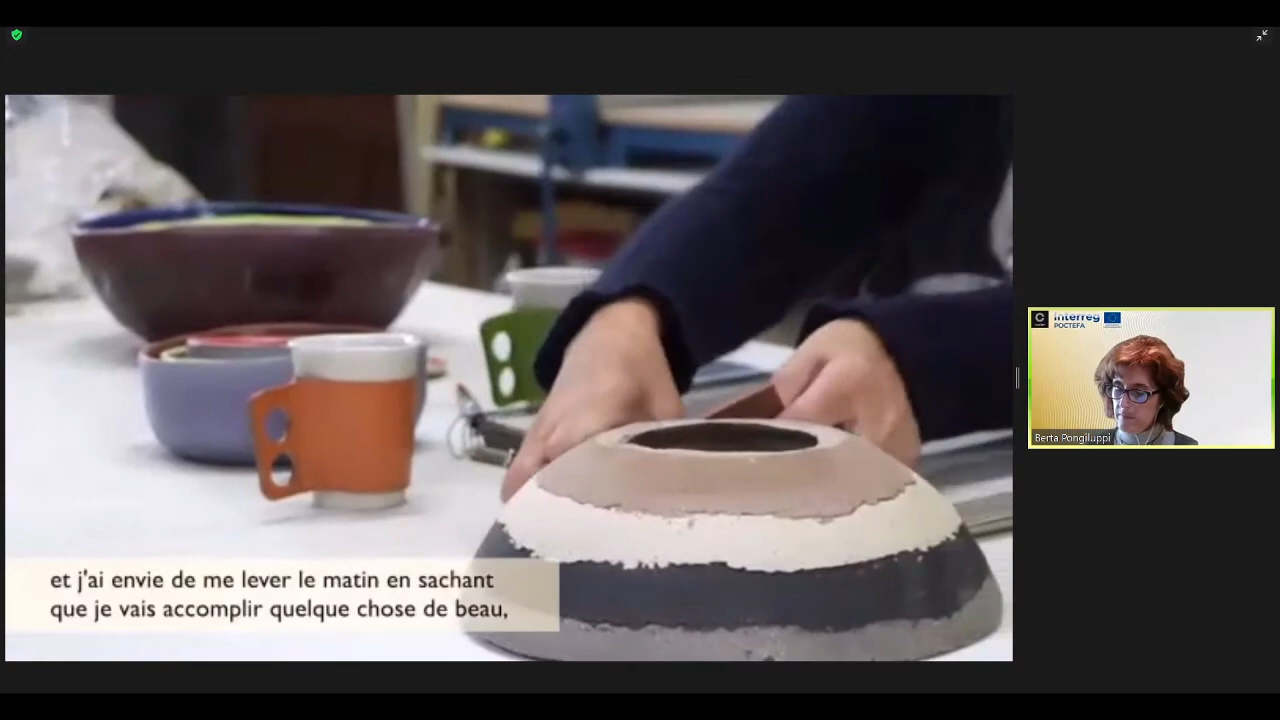 et j'ai envie de me lever le matin en sachant
que je vais accomplir quelque chose de beau,
Interreg
POCTEFA
Berta Pongiluppi